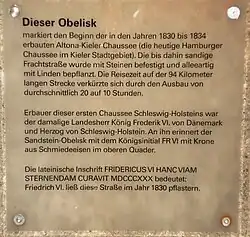 Dieser Obelisk
markiert den Beginn der in den Jahren 1830 bis 1834
erbauten Altona-Kieler Chaussee (die heutige Hamburger
Chaussee im Kieler Stadtgebiet). Die bis dahin sandige
Frachtstraße wurde mit Steinen befestigt und alleeartig
mit Linden bepflanzt. Die Reisezeit auf der 94 Kilometer
langen Strecke verkürzte sich durch den Ausbau von
durchschnittlich 20 auf 10 Stunden.
Erbauer dieser ersten Chaussee Schleswig-Holsteins war
der damalige Landesherr König Frederik VI. von Dänemark
und Herzog von Schleswig-Holstein. An ihn erinnert der
Sandstein-Obelisk mit dem Königsinitial FR VI mit Krone
aus Schmiedeeisen im oberen Quader.
Die lateinische Inschrift FRIDERICUS VI HANC VIAM
STERNENDAM CURAVIT MDCCCXXX bedeutet:
Friedrich VI. ließ diese Straße im Jahr 1830 pflastern.